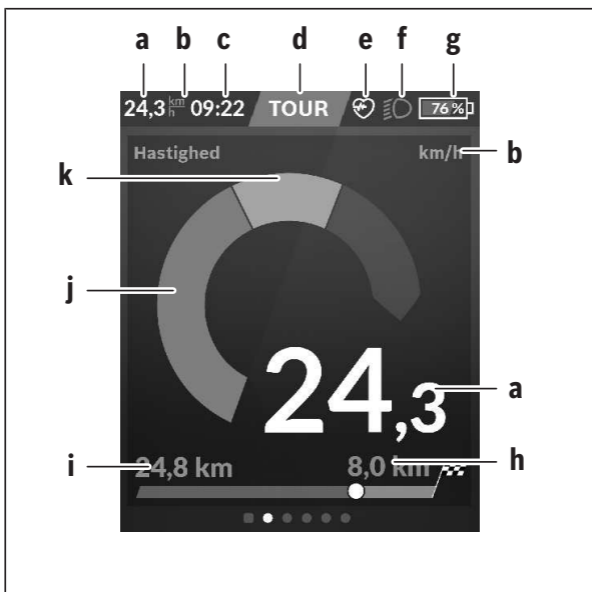 a b c d e f g
24,3 km/h 09:22 TOUR 76 %
Hastighed km/h b
k
j
24,3 a
i 24,8 km 8,0 km h